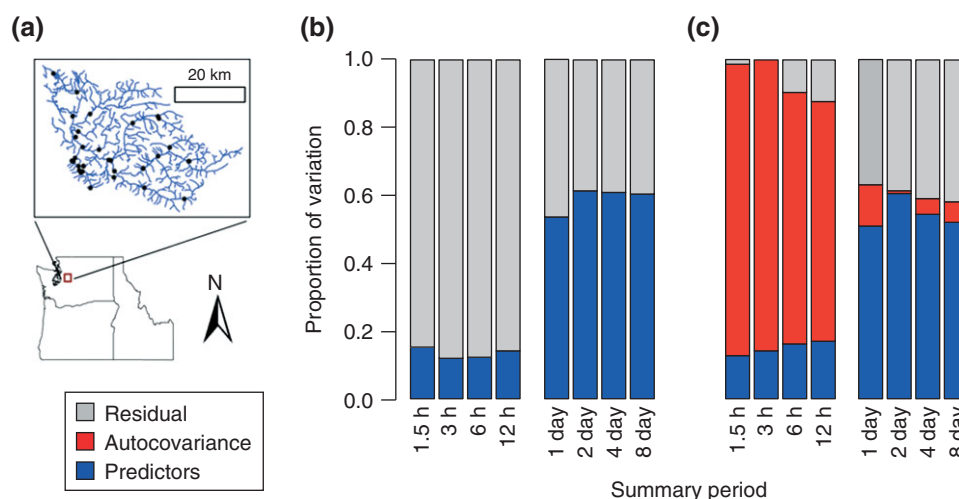 (a)
20 km
N
Residual
Autocovariance
Predictors
(b)
(c)
Proportion of variation
1.0
0.8
0.6
0.4
0.2
0.0
1.5 h
3 h
6 h
12 h
1 day
2 day
4 day
8 day
1.5 h
3 h
6 h
12 h
1 day
2 day
4 day
8 day
Summary period